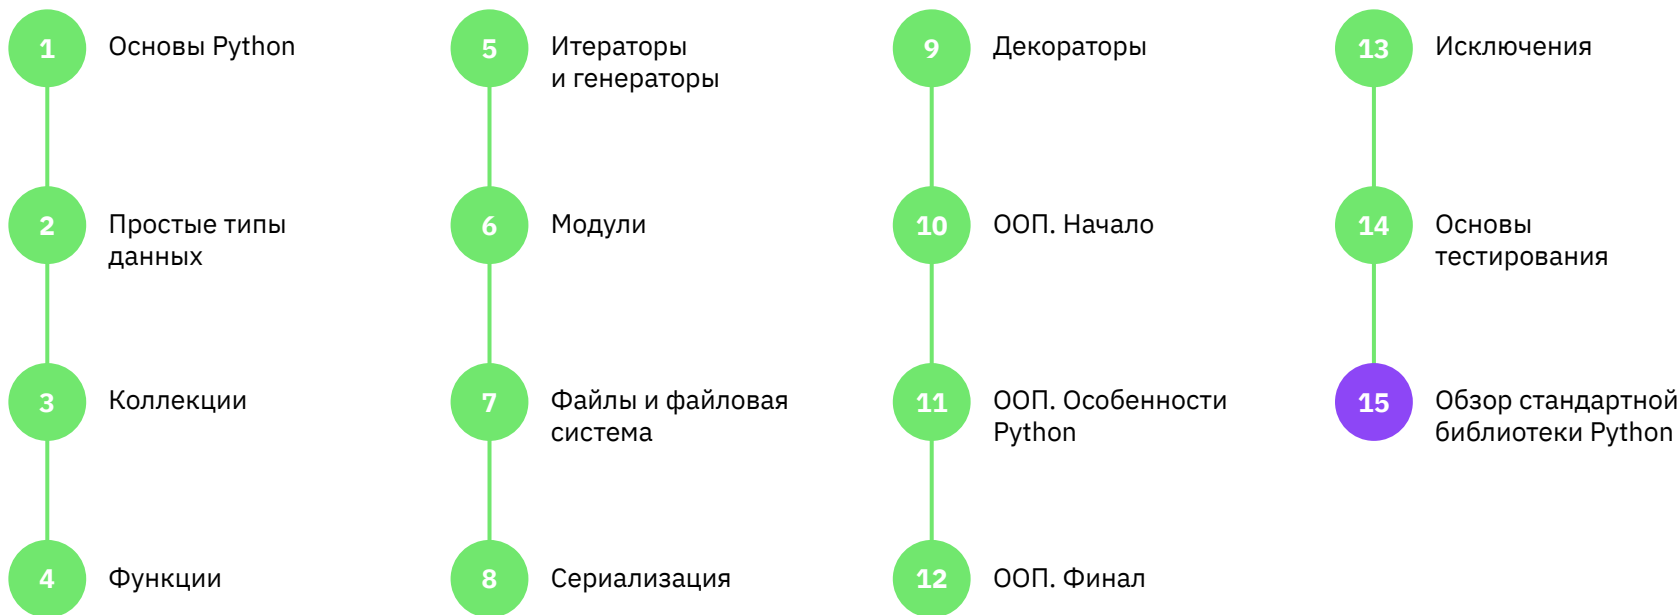 1
Основы Python
2
Простые типы
данных
3
Коллекции
4
Функции
5
Итераторы
и генераторы
6
Модули
7
Файлы и файловая
система
8
Сериализация
9
Декораторы
10
ООП. Начало
11
ООП. Особенности
Python
12
ООП. Финал
13
Исключения
14
Основы
тестирования
15
Обзор стандартной
библиотеки Python